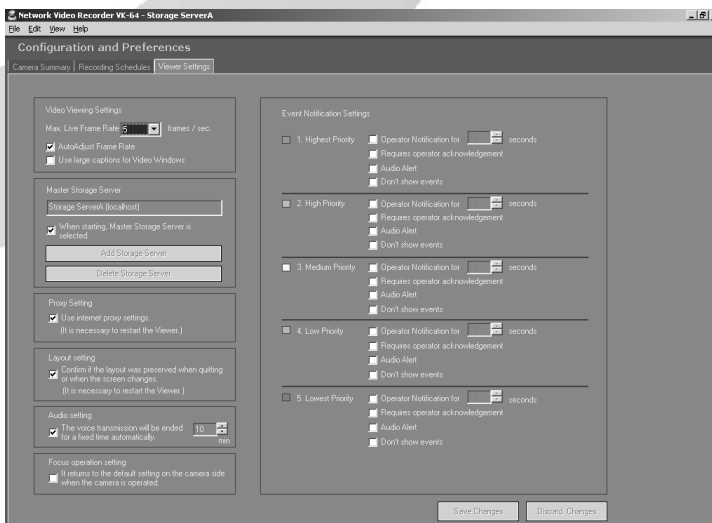 Network Video Recorder VK-64 - Storage ServerA
File Edit View Help
Configuration and Preferences
Camera Summary Recording Schedules Viewer Settings
Video Viewing Settings
Max. Live Frame Rate 5 frames / sec.
AutoAdjust Frame Rate
Use large captions for Video Windows
Master Storage Server
Storage ServerA (localhost)
When starting, Master Storage Server is
selected.
Add Storage Server
Delete Storage Server
Proxy Setting
Use internet proxy settings.
(It is necessary to restart the Viewer.)
Layout setting
Confirm if the layout was preserved when quitting
or when the screen changes.
(It is necessary to restart the Viewer.)
Audio setting
The voice transmission will be ended 10
for a fixed time automatically. min
Focus operation setting
It returns to the default setting on the camera side
when the camera is operated.
Event Notification Settings
1. Highest Priority Operator Notification for seconds
Requires operator acknowledgement
Audio Alert
Don't show events
2. High Priority Operator Notification for seconds
Requires operator acknowledgement
Audio Alert
Don't show events
3. Medium Priority Operator Notification for seconds
Requires operator acknowledgement
Audio Alert
Don't show events
4. Low Priority Operator Notification for seconds
Requires operator acknowledgement
Audio Alert
Don't show events
5. Lowest Priority Operator Notification for seconds
Requires operator acknowledgement
Audio Alert
Don't show events
Save Changes Discard Changes